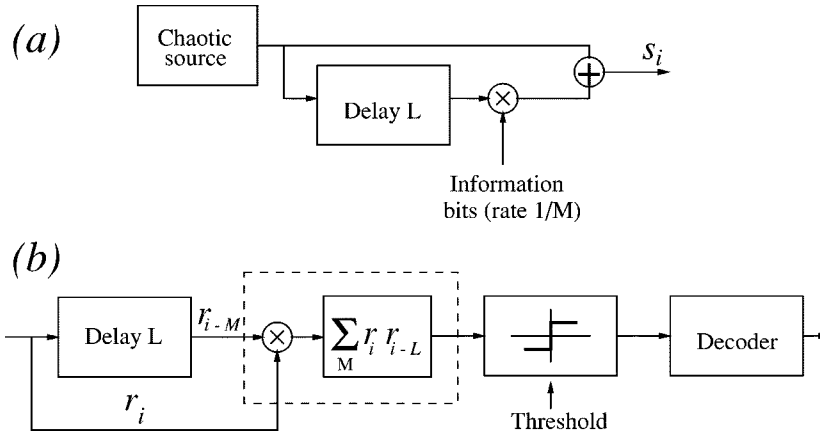 (a)
Chaotic
source
Delay L
×
+
s_i
Information
bits (rate 1/M)
(b)
Delay L
r_{i-M}
×
∑_M r_i r_{i-L}
Decoder
r_i
Threshold